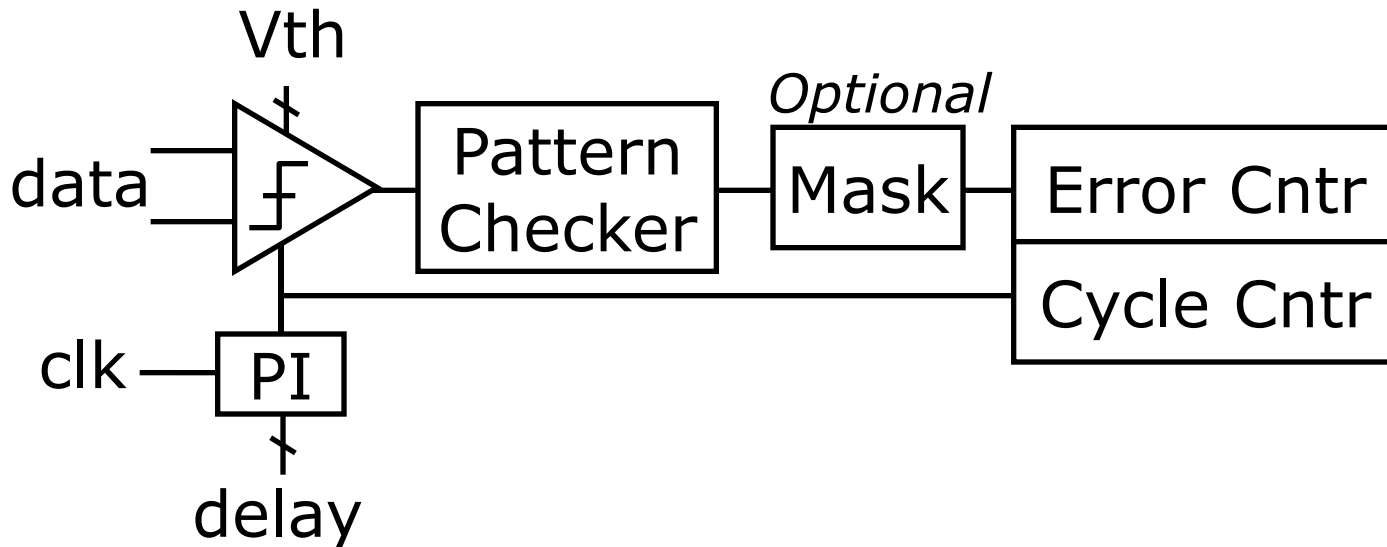 Vth
Optional
data
Pattern
Checker
Mask
Error Cntr
Cycle Cntr
clk
PI
delay